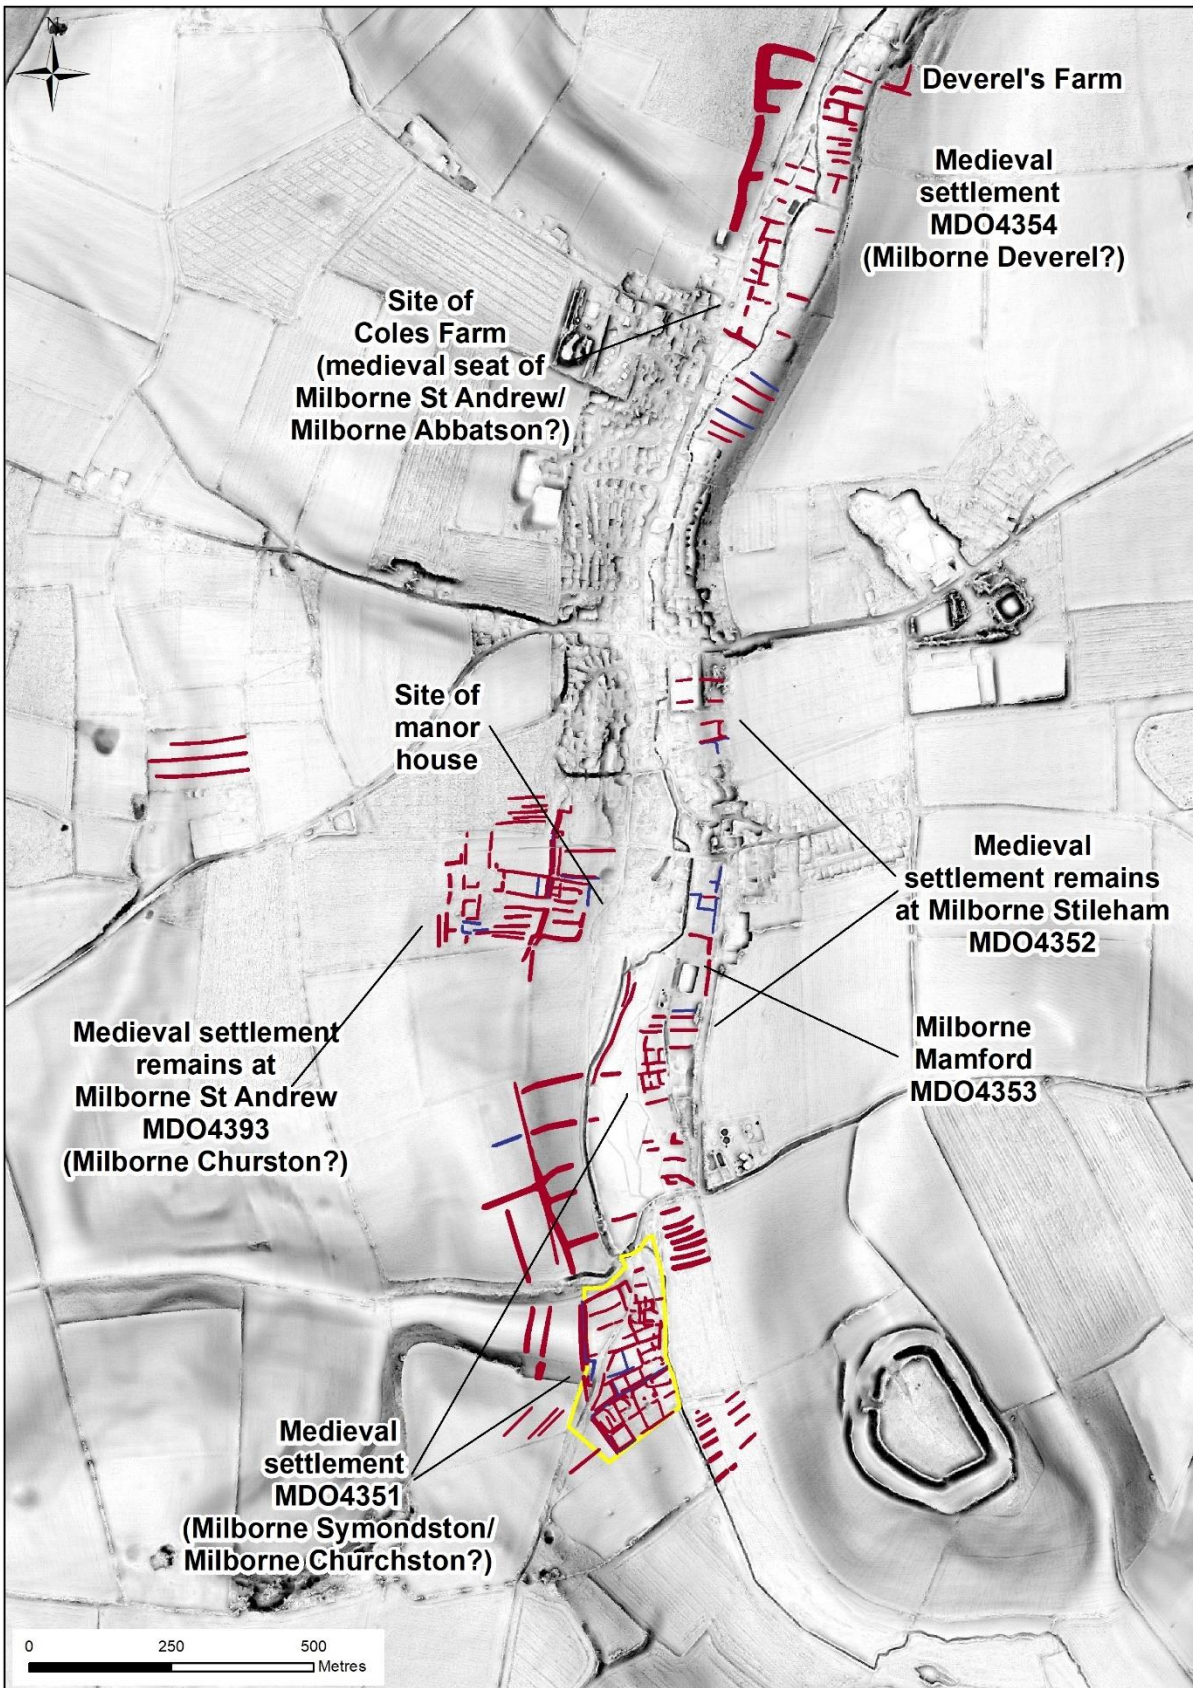 Deverel's Farm
Medieval
settlement
MDO4354
(Milborne Deverel?)
Site of
Coles Farm
(medieval seat of
Milborne St Andrew/
Milborne Abbatson?)
Site of
manor
house
Medieval
settlement remains
at Milborne Stileham
MDO4352
Milborne
Mamford
MDO4353
Medieval settlement
remains at
Milborne St Andrew
MDO4393
(Milborne Churston?)
Medieval
settlement
MDO4351
(Milborne Symondston/
Milborne Churchston?)
0 250 500
Metres